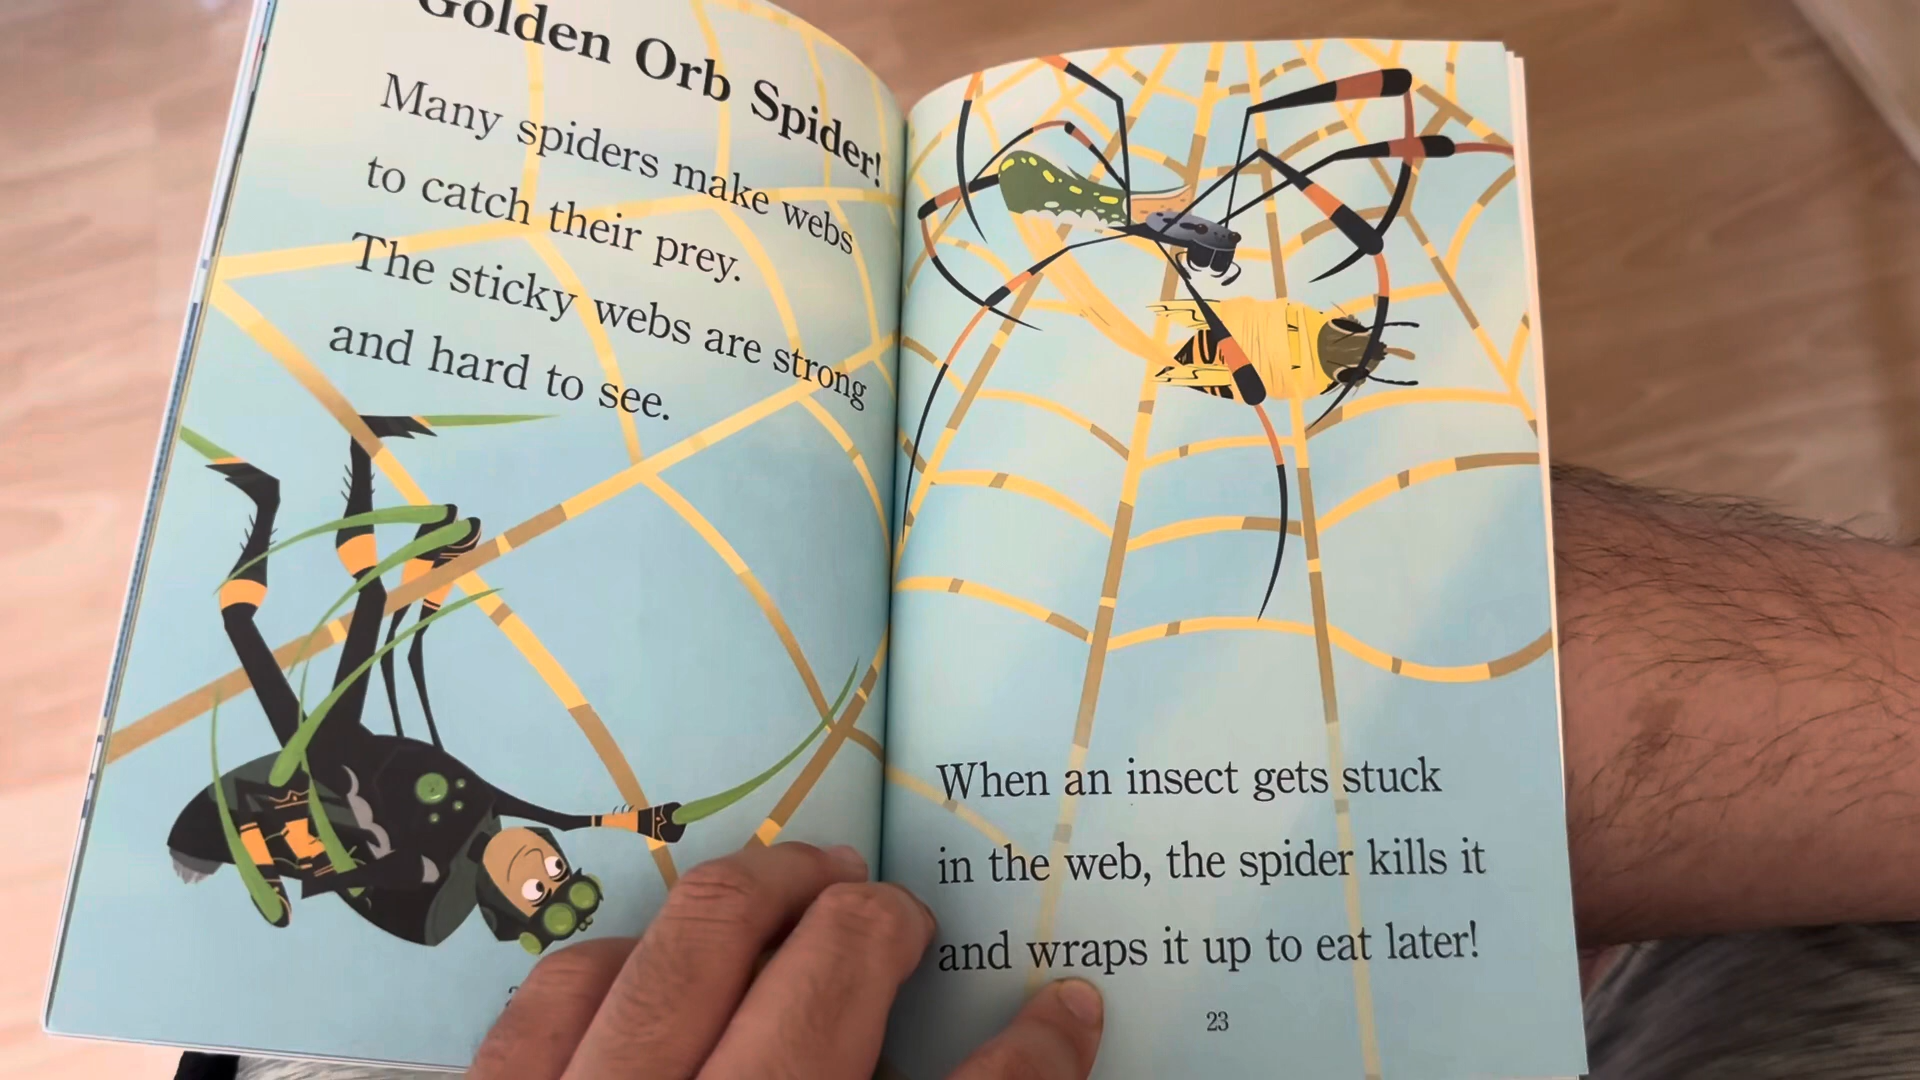 Golden Orb Spider!
Many spiders make webs
to catch their prey.
The sticky webs are strong
and hard to see.
When an insect gets stuck
in the web, the spider kills it
and wraps it up to eat later!
23